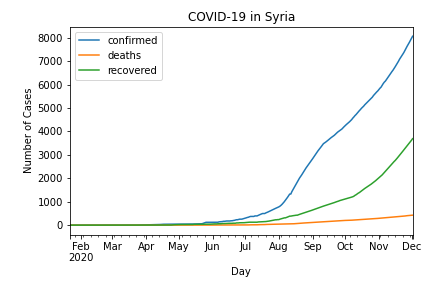 COVID-19 in Syria
confirmed
deaths
recovered
Number of Cases
8000
7000
6000
5000
4000
3000
2000
1000
0
Feb Mar Apr May Jun Jul Aug Sep Oct Nov Dec
2020
Day